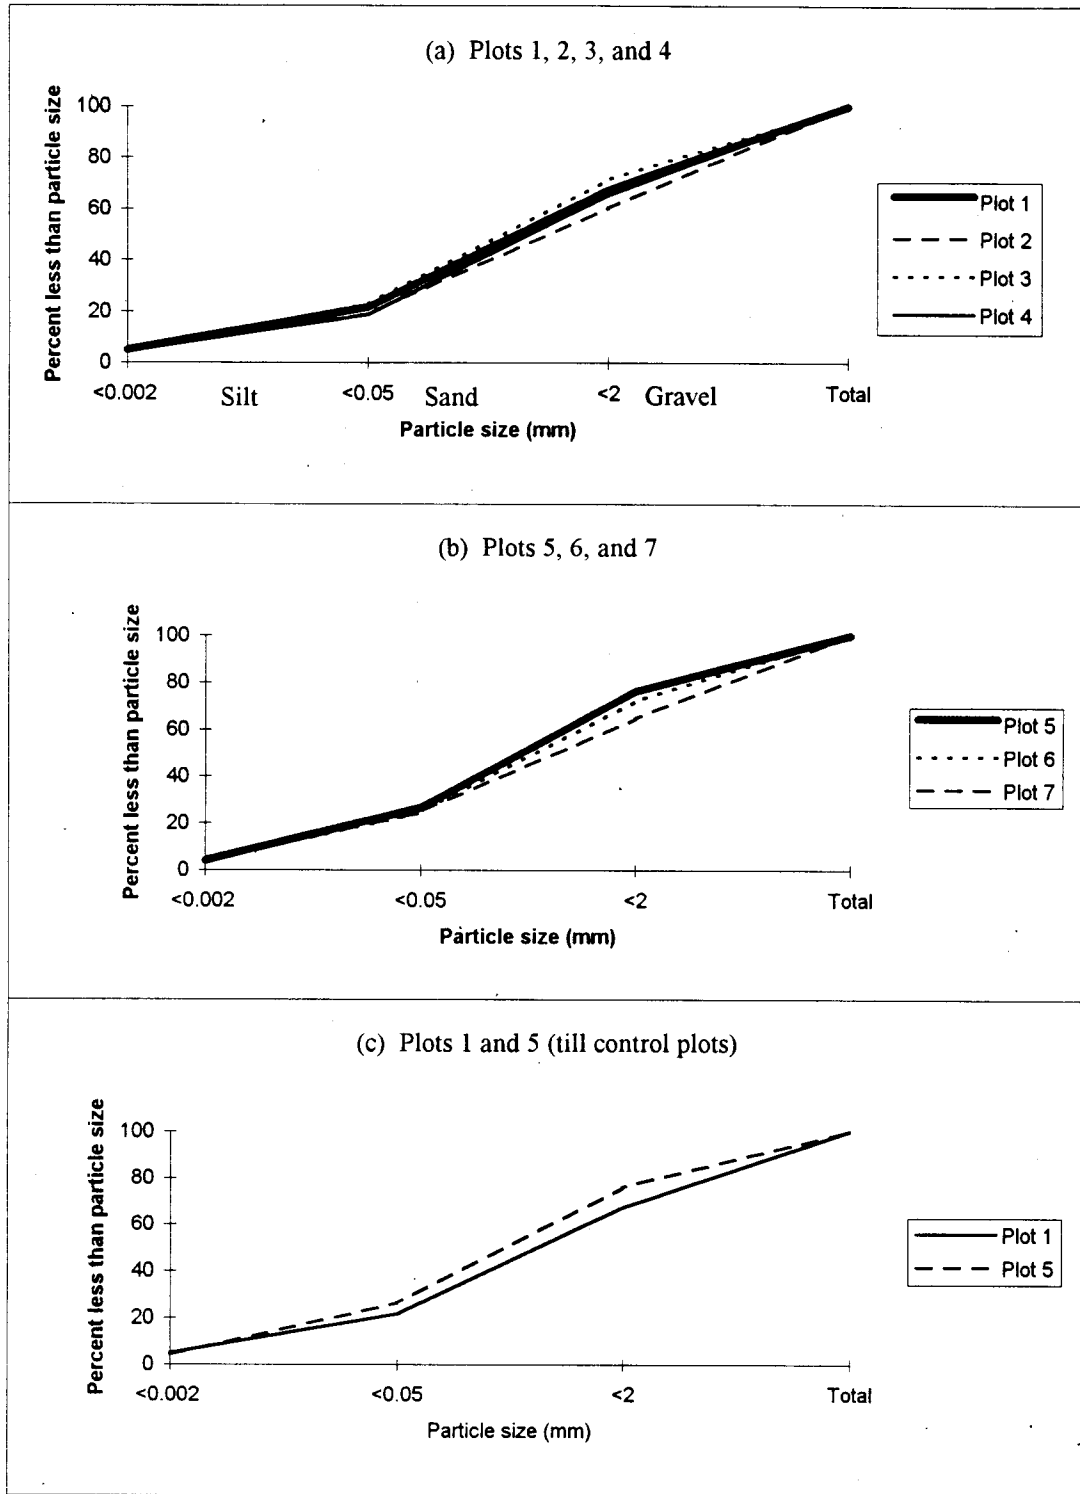 (a) Plots 1, 2, 3, and 4
Percent less than particle size
100
80
60
40
20
0
<0.002 Silt <0.05 Sand <2 Gravel Total
Particle size (mm)
Plot 1
Plot 2
Plot 3
Plot 4
(b) Plots 5, 6, and 7
Percent less than particle size
100
80
60
40
20
0
<0.002 <0.05 <2 Total
Particle size (mm)
Plot 5
Plot 6
Plot 7
(c) Plots 1 and 5 (till control plots)
Percent less than particle size
100
80
60
40
20
0
<0.002 <0.05 <2 Total
Particle size (mm)
Plot 1
Plot 5